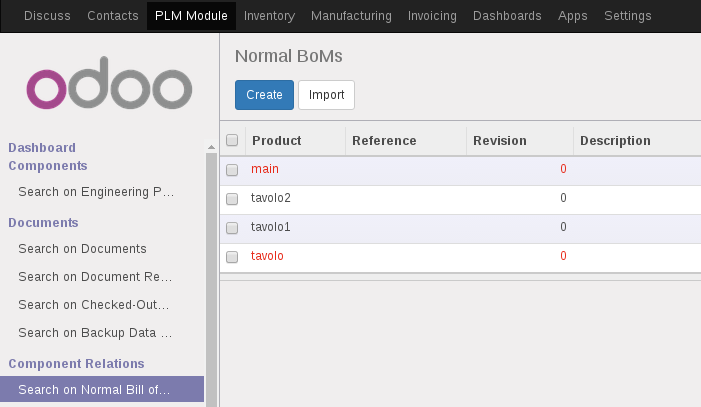 Discuss Contacts PLM Module Inventory Manufacturing Invoicing Dashboards Apps Settings
odoo
Dashboard
Components
Search on Engineering P...
Documents
Search on Documents
Search on Document Re...
Search on Checked-Out...
Search on Backup Data ...
Component Relations
Search on Normal Bill of...
Normal BoMs
Create Import
Product Reference Revision Description
main 0
tavolo2 0
tavolo1 0
tavolo 0